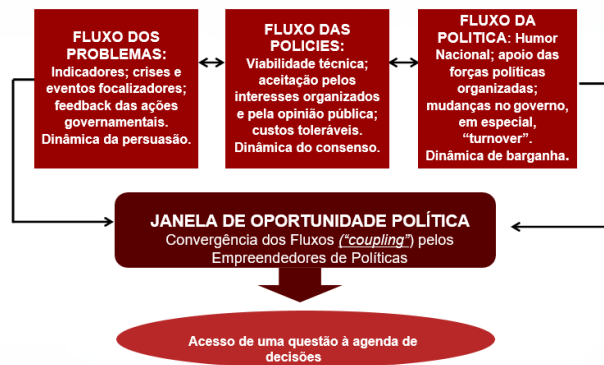 FLUXO DOS
PROBLEMAS:
Indicadores; crises e
eventos focalizadores;
feedback das ações
governamentais.
Dinâmica da persuasão.
FLUXO DAS
POLICIES:
Viabilidade técnica;
aceitação pelos
interesses organizados
e pela opinião pública;
custos toleráveis.
Dinâmica do consenso.
FLUXO DA
POLITICA: Humor
Nacional; apoio das
forças políticas
organizadas;
mudanças no governo,
em especial,
“turnover”.
Dinâmica de barganha.
JANELA DE OPORTUNIDADE POLÍTICA
Convergência dos Fluxos (“coupling”) pelos
Empreendedores de Políticas
Acesso de uma questão à agenda de
decisões